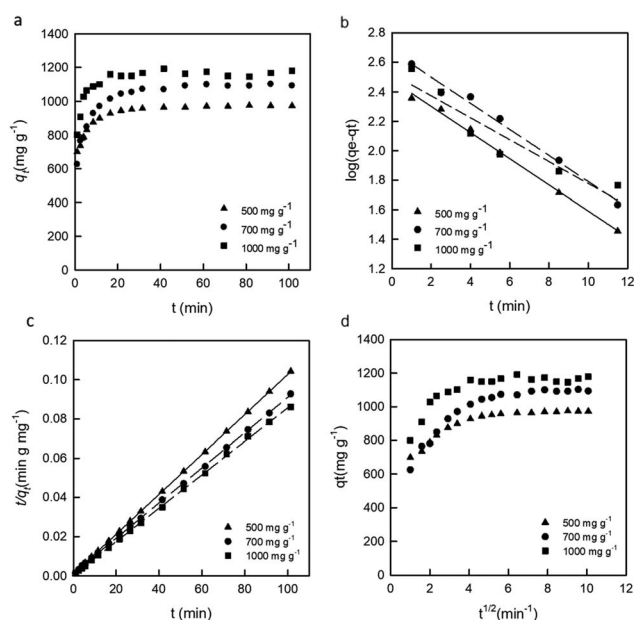 a
1400
1200
1000
800
600
400
200
0
qt(mg g-1)
500 mg g-1
700 mg g-1
1000 mg g-1
0 20 40 60 80 100
t (min)
b
2.8
2.6
2.4
2.2
2.0
1.8
1.6
1.4
1.2
log(qe-qt)
500 mg g-1
700 mg g-1
1000 mg g-1
0 2 4 6 8 10 12
t (min)
c
0.12
0.10
0.08
0.06
0.04
0.02
0.00
t/qt(min g mg-1)
500 mg g-1
700 mg g-1
1000 mg g-1
0 20 40 60 80 100
t (min)
d
1400
1200
1000
800
600
400
200
0
qt(mg g-1)
500 mg g-1
700 mg g-1
1000 mg g-1
0 2 4 6 8 10 12
t1/2(min-1)